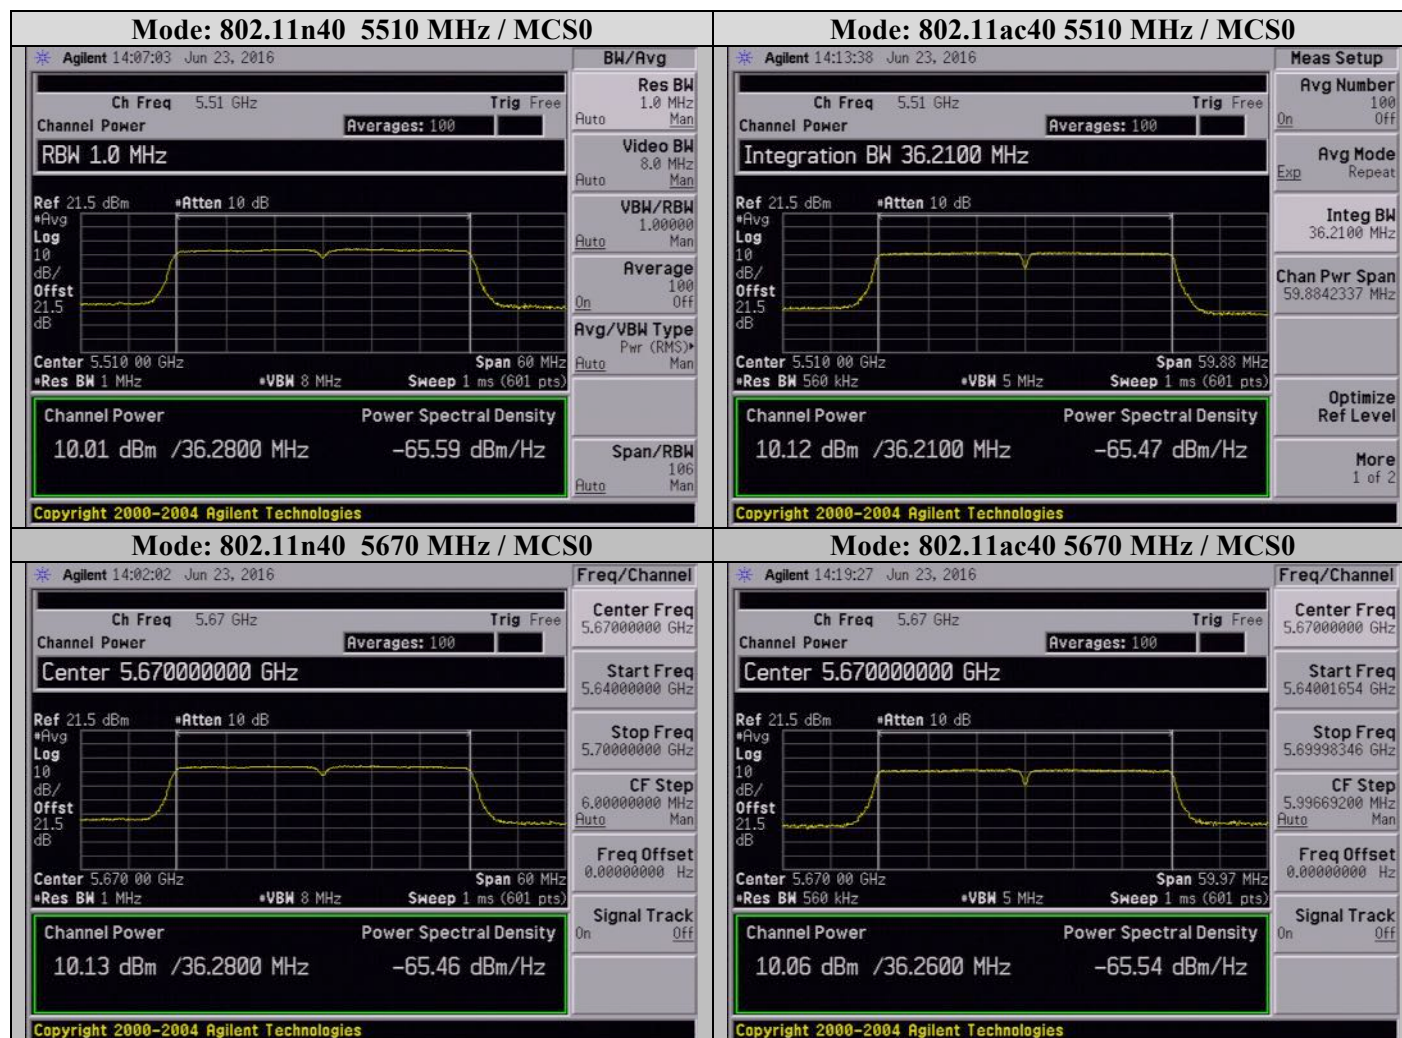 Mode: 802.11n40 5510 MHz / MCS0
Agilent 14:07:03 Jun 23, 2016
BW/Avg
Ch Freq 5.51 GHz Trig Free
Channel Power Averages: 100
RBW 1.0 MHz
Ref 21.5 dBm #Atten 10 dB
#Avg
Log
10
dB/
Offst
21.5
dB
Center 5.510 00 GHz Span 60 MHz
#Res BW 1 MHz #VBW 8 MHz Sweep 1 ms (601 pts)
Channel Power Power Spectral Density
10.01 dBm /36.2800 MHz -65.59 dBm/Hz
Copyright 2000-2004 Agilent Technologies
Res BW
1.0 MHz
Auto Man
Video BW
8.0 MHz
Auto Man
VBW/RBW
1.00000
Auto Man
Average
100
On Off
Avg/VBW Type
Pwr (RMS)▸
Auto Man
Span/RBW
106
Auto Man
Mode: 802.11ac40 5510 MHz / MCS0
Agilent 14:13:38 Jun 23, 2016
Meas Setup
Ch Freq 5.51 GHz Trig Free
Channel Power Averages: 100
Integration BW 36.2100 MHz
Ref 21.5 dBm #Atten 10 dB
#Avg
Log
10
dB/
Offst
21.5
dB
Center 5.510 00 GHz Span 59.88 MHz
#Res BW 560 kHz #VBW 5 MHz Sweep 1 ms (601 pts)
Channel Power Power Spectral Density
10.12 dBm /36.2100 MHz -65.47 dBm/Hz
Copyright 2000-2004 Agilent Technologies
Avg Number
100
On Off
Avg Mode
Exp Repeat
Integ BW
36.2100 MHz
Chan Pwr Span
59.8842337 MHz
Optimize
Ref Level
More
1 of 2
Mode: 802.11n40 5670 MHz / MCS0
Agilent 14:02:02 Jun 23, 2016
Freq/Channel
Ch Freq 5.67 GHz Trig Free
Channel Power Averages: 100
Center 5.670000000 GHz
Ref 21.5 dBm #Atten 10 dB
#Avg
Log
10
dB/
Offst
21.5
dB
Center 5.670 00 GHz Span 60 MHz
#Res BW 1 MHz #VBW 8 MHz Sweep 1 ms (601 pts)
Channel Power Power Spectral Density
10.13 dBm /36.2800 MHz -65.46 dBm/Hz
Copyright 2000-2004 Agilent Technologies
Center Freq
5.67000000 GHz
Start Freq
5.64000000 GHz
Stop Freq
5.70000000 GHz
CF Step
6.00000000 MHz
Auto Man
Freq Offset
0.00000000 Hz
Signal Track
On Off
Mode: 802.11ac40 5670 MHz / MCS0
Agilent 14:19:27 Jun 23, 2016
Freq/Channel
Ch Freq 5.67 GHz Trig Free
Channel Power Averages: 100
Center 5.670000000 GHz
Ref 21.5 dBm #Atten 10 dB
#Avg
Log
10
dB/
Offst
21.5
dB
Center 5.670 00 GHz Span 59.97 MHz
#Res BW 560 kHz #VBW 5 MHz Sweep 1 ms (601 pts)
Channel Power Power Spectral Density
10.06 dBm /36.2600 MHz -65.54 dBm/Hz
Copyright 2000-2004 Agilent Technologies
Center Freq
5.67000000 GHz
Start Freq
5.64001654 GHz
Stop Freq
5.69998346 GHz
CF Step
5.99669200 MHz
Auto Man
Freq Offset
0.00000000 Hz
Signal Track
On Off